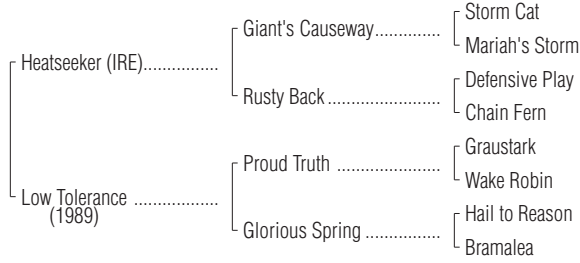 Storm Cat
Giant's Causeway..................
Mariah's Storm
Heatseeker (IRE)................
Defensive Play
Rusty Back ........................
Chain Fern
Graustark
Proud Truth ......................
Wake Robin
Low Tolerance ..................
(1989)
Hail to Reason
Glorious Spring ................
Bramalea